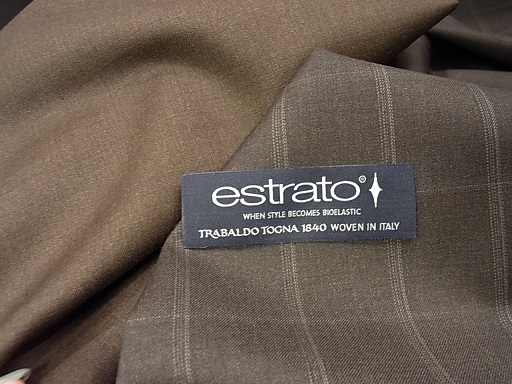 estrato®
WHEN STYLE BECOMES BIOELASTIC
TRABALDO TOGNA 1840 WOVEN IN ITALY